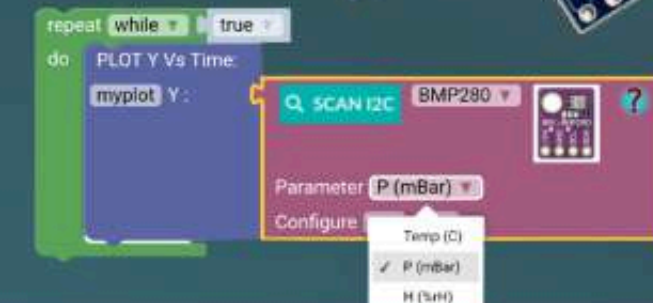 repeat while true
do PLOT Y Vs Time:
myplot Y :
SCAN I2C BMP280 ?
Parameter P (mBar)
Configure
Temp (C)
✓ P (mBar)
H (%rH)